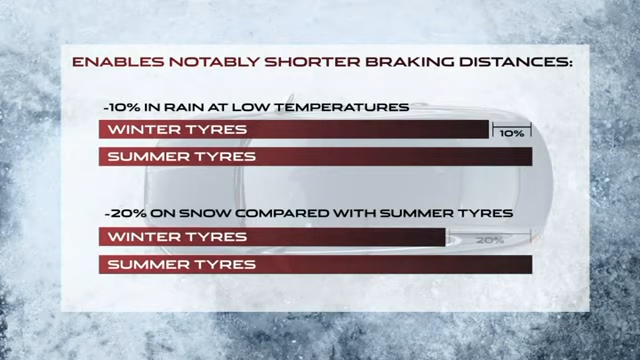 ENABLES NOTABLY SHORTER BRAKING DISTANCES:
-10% IN RAIN AT LOW TEMPERATURES
WINTER TYRES
10%
SUMMER TYRES
-20% ON SNOW COMPARED WITH SUMMER TYRES
WINTER TYRES
20%
SUMMER TYRES